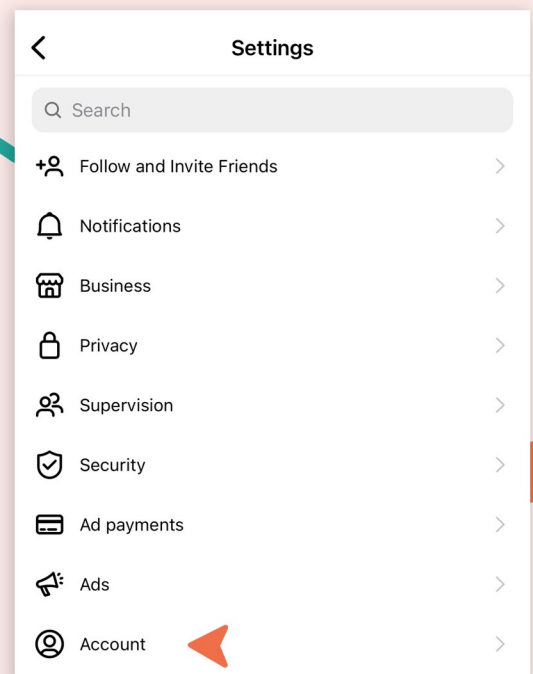 Settings
Search
Follow and Invite Friends
Notifications
Business
Privacy
Supervision
Security
Ad payments
Ads
Account